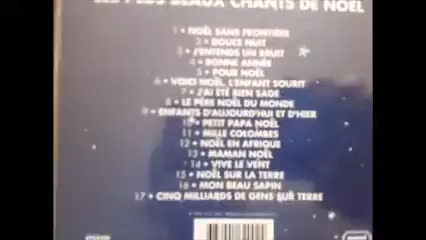 LES PLUS BEAUX CHANTS DE NOËL
1 • NOËL SANS FRONTIÈRE
2 • DOUCE NUIT
3 • J'ENTENDS UN BRUIT
4 • BONNE ANNÉE
5 • POUR NOËL
6 • VOICI NOËL, L'ENFANT SOURIT
7 • J'AI ÉTÉ BIEN SAGE
8 • LE PÈRE NOËL DU MONDE
9 • ENFANTS D'AUJOURD'HUI ET D'HIER
10 • PETIT PAPA NOËL
11 • MILLE COLOMBES
12 • NOËL EN AFRIQUE
13 • MAMAN NOËL
14 • VIVE LE VENT
15 • NOËL SUR LA TERRE
16 • MON BEAU SAPIN
17 • CINQ MILLIARDS DE GENS SUR TERRE